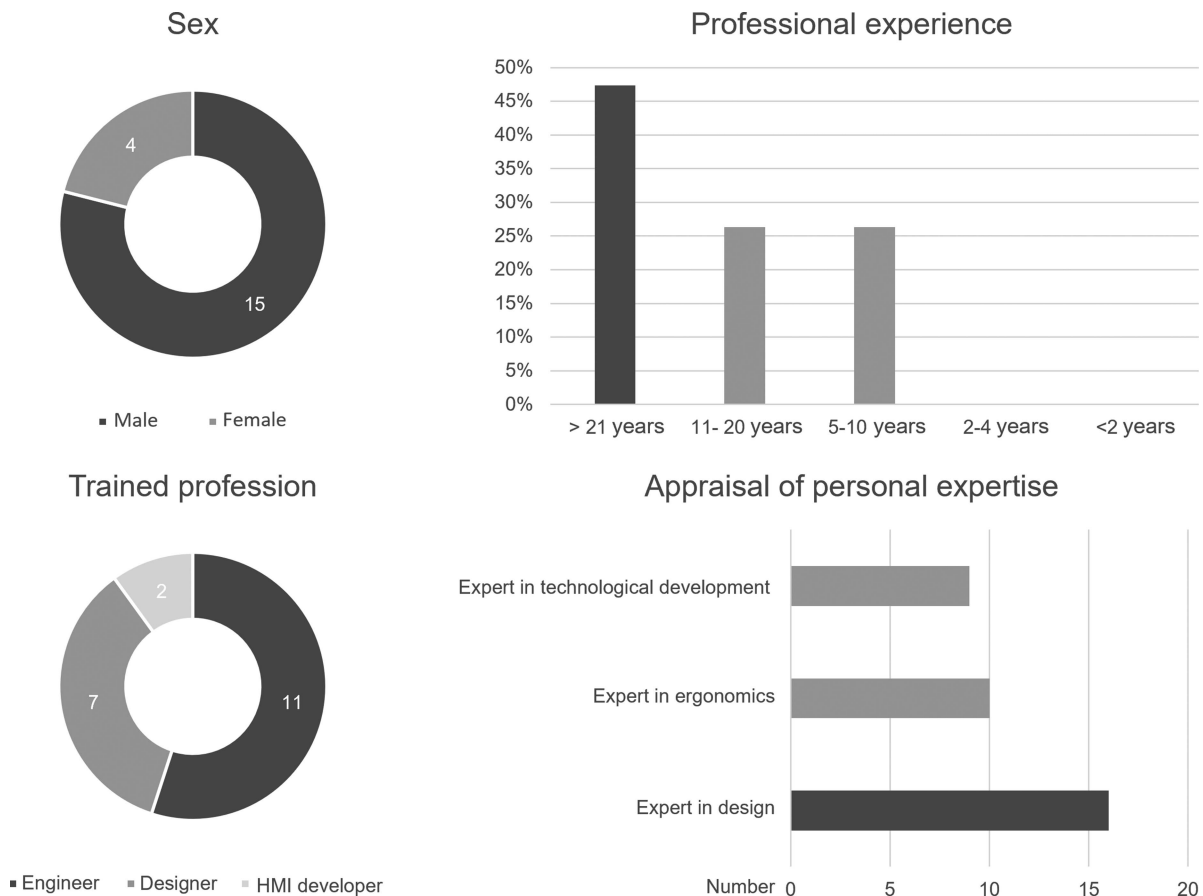 Sex
4
15
Male Female
Professional experience
50%
45%
40%
35%
30%
25%
20%
15%
10%
5%
0%
> 21 years 11- 20 years 5-10 years 2-4 years <2 years
Trained profession
2
7
11
Engineer Designer HMI developer
Appraisal of personal expertise
Expert in technological development
Expert in ergonomics
Expert in design
Number 0 5 10 15 20